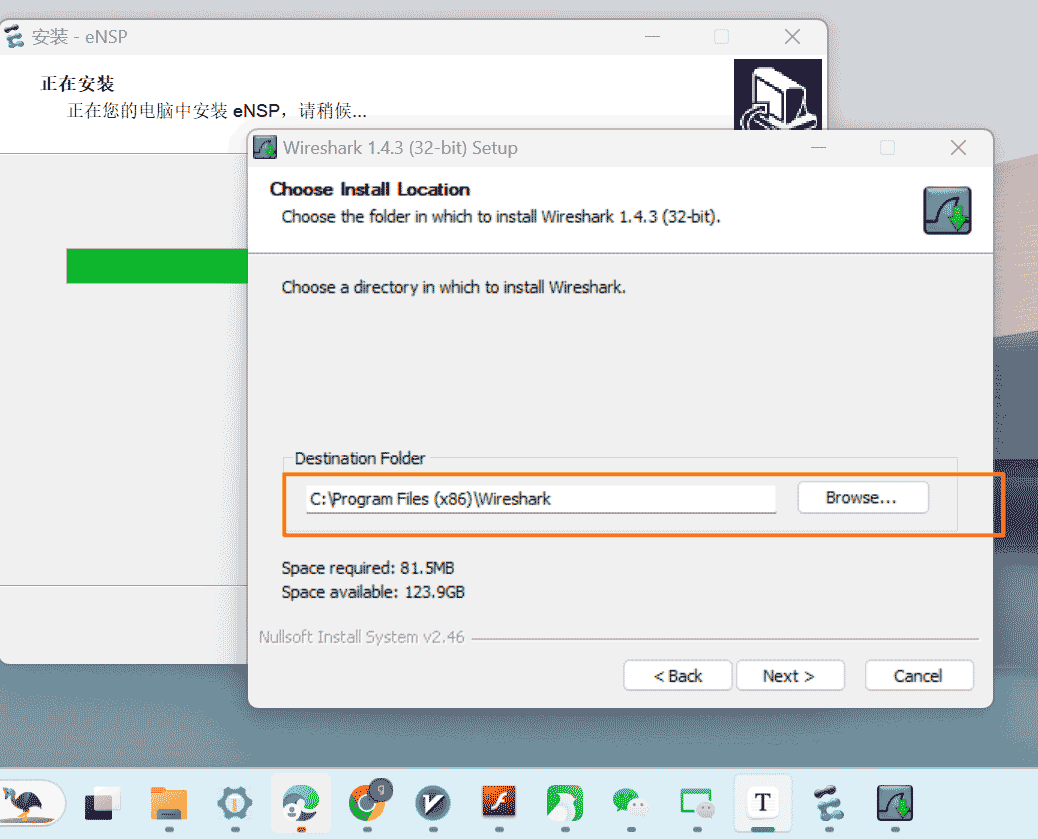 安装 - eNSP
正在安装
正在您的电脑中安装 eNSP，请稍候...
Wireshark 1.4.3 (32-bit) Setup
Choose Install Location
Choose the folder in which to install Wireshark 1.4.3 (32-bit).
Choose a directory in which to install Wireshark.
Destination Folder
C:\Program Files (x86)\Wireshark
Browse...
Space required: 81.5MB
Space available: 123.9GB
Nullsoft Install System v2.46
< Back
Next >
Cancel
g
T